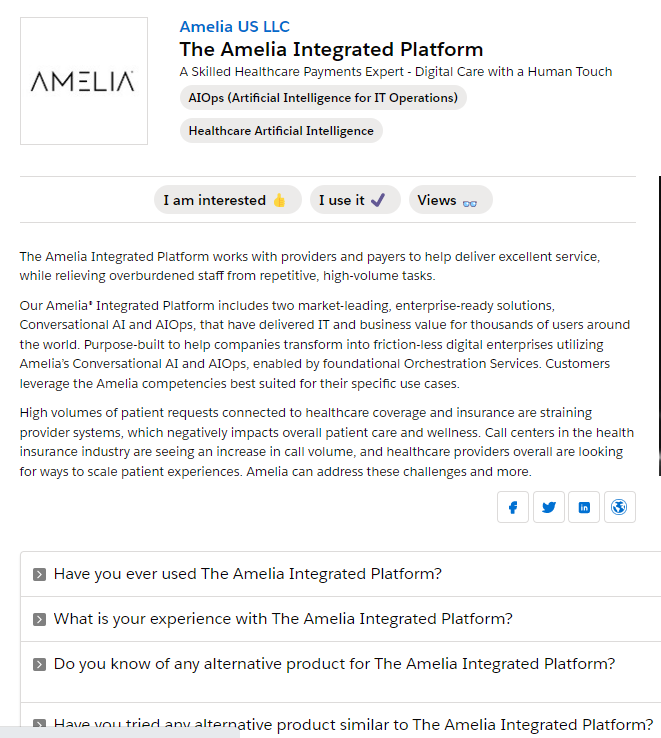 AMELIA
Amelia US LLC
The Amelia Integrated Platform
A Skilled Healthcare Payments Expert - Digital Care with a Human Touch
AIOps (Artificial Intelligence for IT Operations)
Healthcare Artificial Intelligence
I am interested 👍
I use it ✔
Views 👓
The Amelia Integrated Platform works with providers and payers to help deliver excellent service,
while relieving overburdened staff from repetitive, high-volume tasks.
Our Amelia® Integrated Platform includes two market-leading, enterprise-ready solutions,
Conversational AI and AIOps, that have delivered IT and business value for thousands of users around
the world. Purpose-built to help companies transform into friction-less digital enterprises utilizing
Amelia's Conversational AI and AIOps, enabled by foundational Orchestration Services. Customers
leverage the Amelia competencies best suited for their specific use cases.
High volumes of patient requests connected to healthcare coverage and insurance are straining
provider systems, which negatively impacts overall patient care and wellness. Call centers in the health
insurance industry are seeing an increase in call volume, and healthcare providers overall are looking
for ways to scale patient experiences. Amelia can address these challenges and more.
Have you ever used The Amelia Integrated Platform?
What is your experience with The Amelia Integrated Platform?
Do you know of any alternative product for The Amelia Integrated Platform?
Have you tried any alternative product similar to The Amelia Integrated Platform?